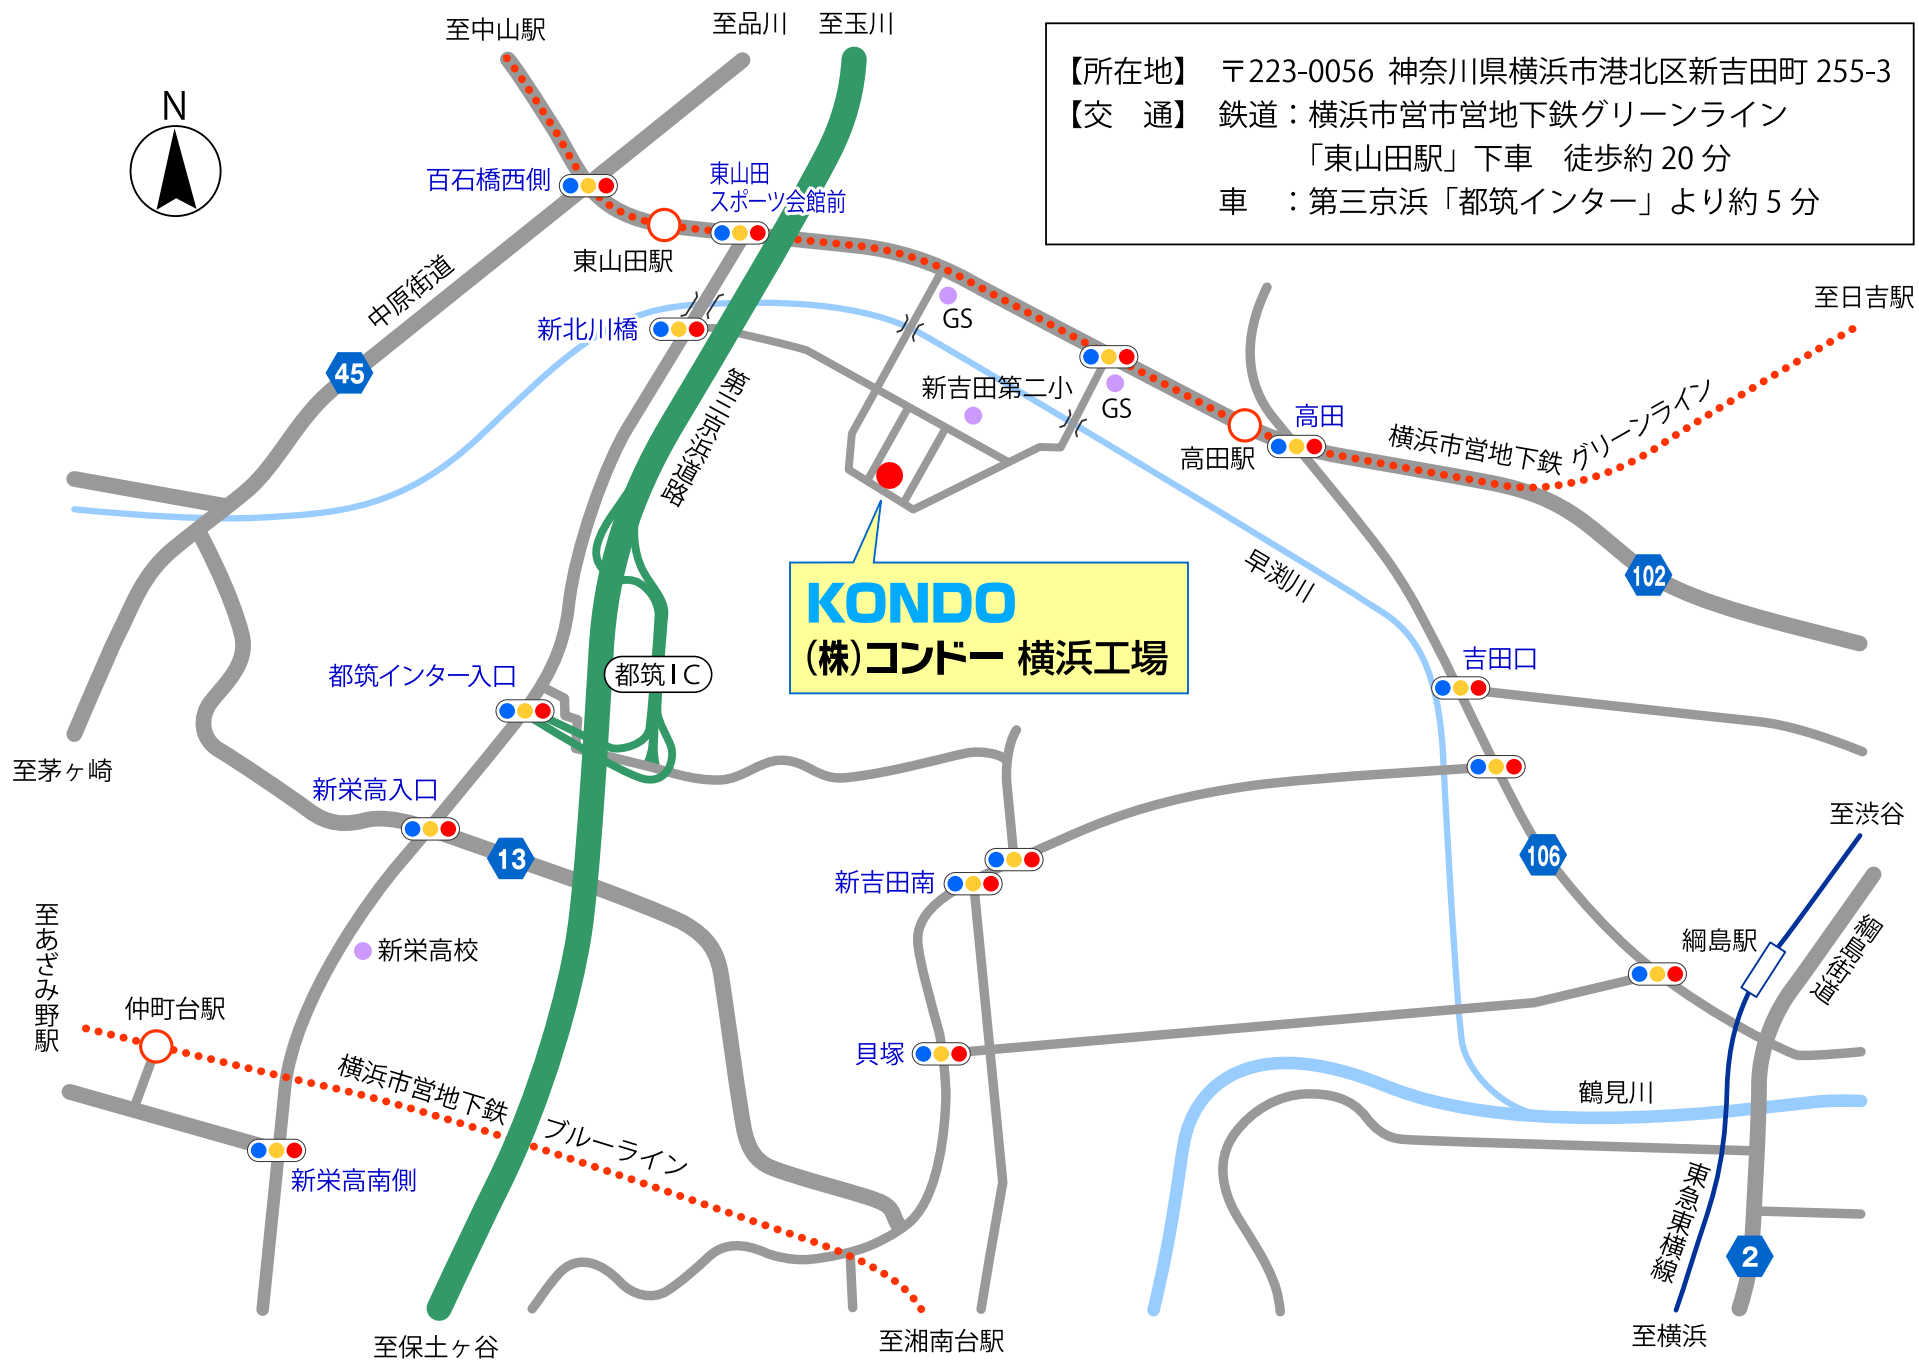 至中山駅
至品川
至玉川
【所在地】 〒223-0056 神奈川県横浜市港北区新吉田町 255-3
【交　通】 鉄道：横浜市営市営地下鉄グリーンライン
「東山田駅」下車　徒歩約 20 分
車　：第三京浜「都筑インター」より約 5 分
N
百石橋西側
東山田
スポーツ会館前
東山田駅
中原街道
新北川橋
45
GS
至日吉駅
新吉田第二小
GS
第三京浜道路
高田
高田駅
横浜市営地下鉄 グリーンライン
102
早渕川
KONDO
(株)コンドー 横浜工場
都筑インター入口
都筑IC
吉田口
至茅ヶ崎
新栄高入口
13
至渋谷
106
新吉田南
至あざみ野駅
新栄高校
綱島駅
綱島街道
仲町台駅
貝塚
横浜市営地下鉄 ブルーライン
鶴見川
新栄高南側
東急東横線
2
至保土ヶ谷
至湘南台駅
至横浜